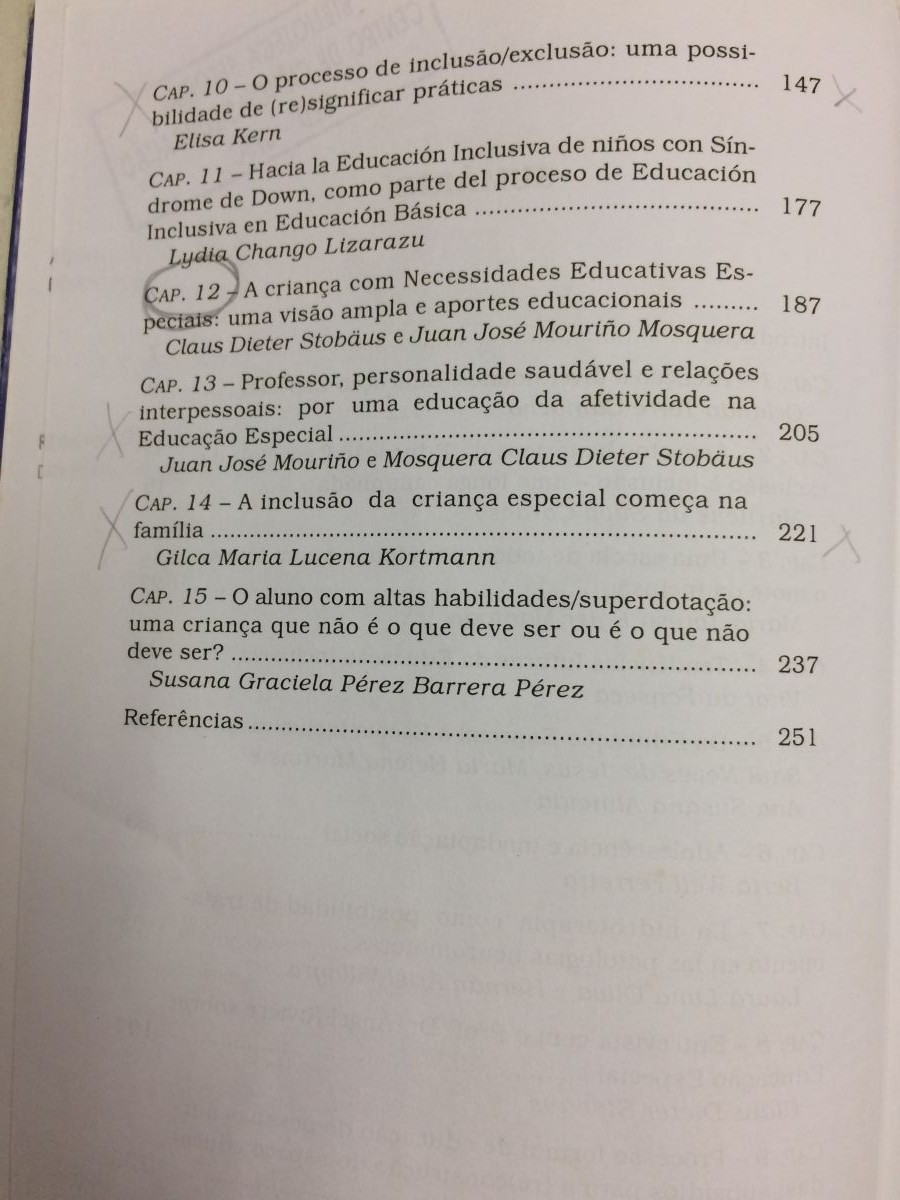 CAP. 10 – O processo de inclusão/exclusão: uma possi-
bilidade de (re)significar práticas ................................... 147
Elisa Kern
CAP. 11 – Hacia la Educación Inclusiva de niños con Sín-
drome de Down, como parte del proceso de Educación
Inclusiva en Educación Básica ......................................... 177
Lydia Chango Lizarazu
CAP. 12 – A criança com Necessidades Educativas Es-
peciais: uma visão ampla e aportes educacionais ......... 187
Claus Dieter Stobäus e Juan José Mouriño Mosquera
CAP. 13 – Professor, personalidade saudável e relações
interpessoais: por uma educação da afetividade na
Educação Especial ............................................................ 205
Juan José Mouriño e Mosquera Claus Dieter Stobäus
CAP. 14 – A inclusão da criança especial começa na
família ............................................................................... 221
Gilca Maria Lucena Kortmann
CAP. 15 – O aluno com altas habilidades/superdotação:
uma criança que não é o que deve ser ou é o que não
deve ser? ........................................................................... 237
Susana Graciela Pérez Barrera Pérez
Referências ......................................................................... 251